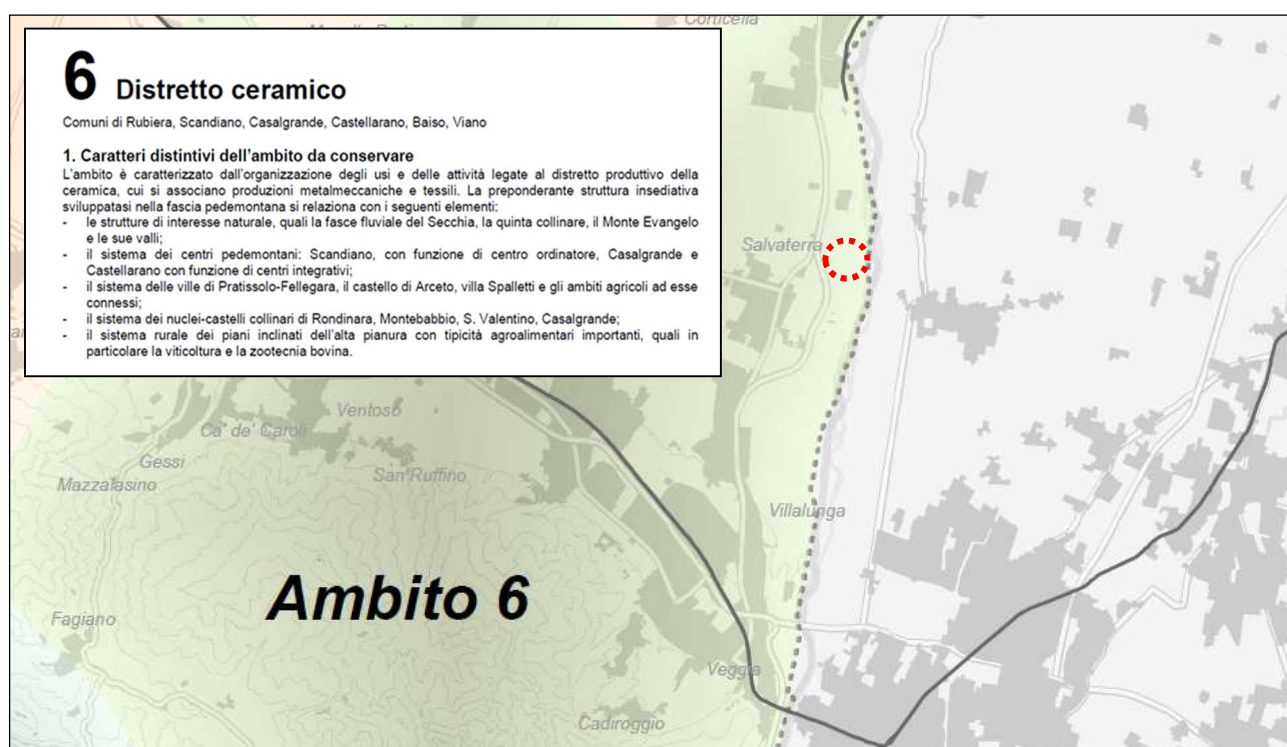 Corticella
6 Distretto ceramico
Comuni di Rubiera, Scandiano, Casalgrande, Castellarano, Baiso, Viano
1. Caratteri distintivi dell'ambito da conservare
L'ambito è caratterizzato dall'organizzazione degli usi e delle attività legate al distretto produttivo della
ceramica, cui si associano produzioni metalmeccaniche e tessili. La preponderante struttura insediativa
sviluppatasi nella fascia pedemontana si relaziona con i seguenti elementi:
- le strutture di interesse naturale, quali la fasce fluviale del Secchia, la quinta collinare, il Monte Evangelo
e le sue valli;
- il sistema dei centri pedemontani: Scandiano, con funzione di centro ordinatore, Casalgrande e
Castellarano con funzione di centri integrativi;
- il sistema delle ville di Pratissolo-Fellegara, il castello di Arceto, villa Spalletti e gli ambiti agricoli ad esse
connessi;
- il sistema dei nuclei-castelli collinari di Rondinara, Montebabbio, S. Valentino, Casalgrande;
- il sistema rurale dei piani inclinati dell'alta pianura con tipicità agroalimentari importanti, quali in
particolare la viticoltura e la zootecnia bovina.
Salvaterra
Ventoso
Ca' de' Caroli
Gessi
San Ruffino
Mazzalasino
Villalunga
Ambito 6
Fagiano
Veggia
Cadiroggio